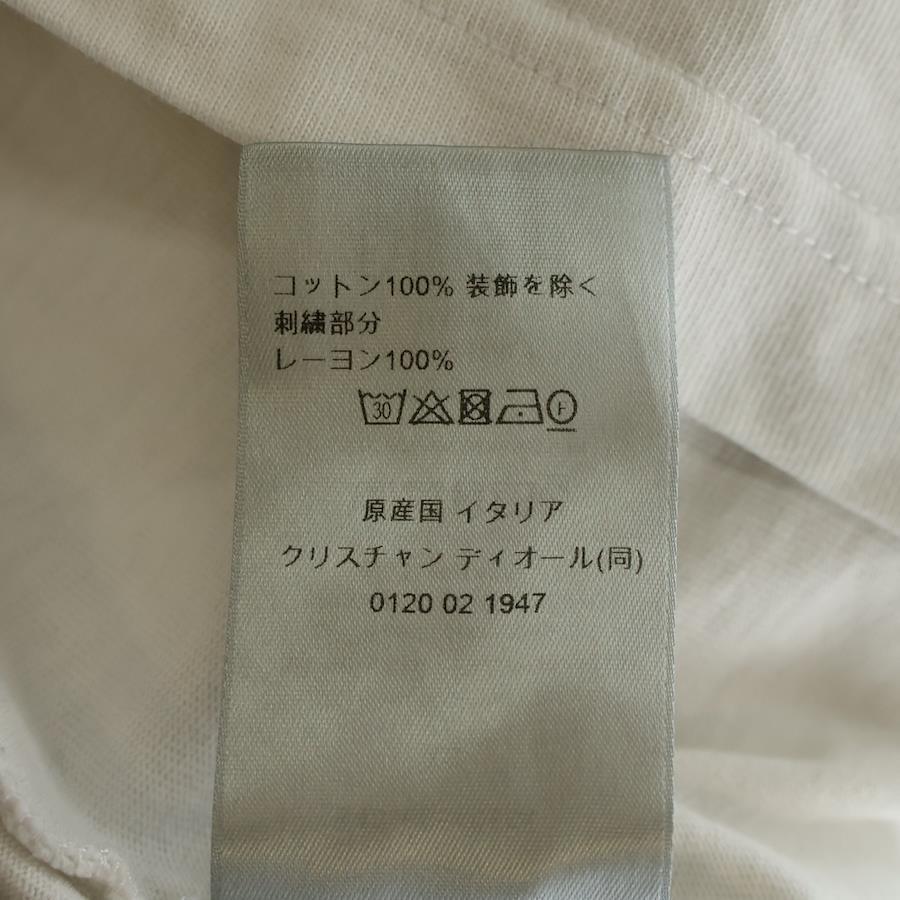 コットン100% 装飾を除く
刺繍部分
レーヨン100%
30 F
原産国 イタリア
クリスチャン ディオール(同)
0120 02 1947